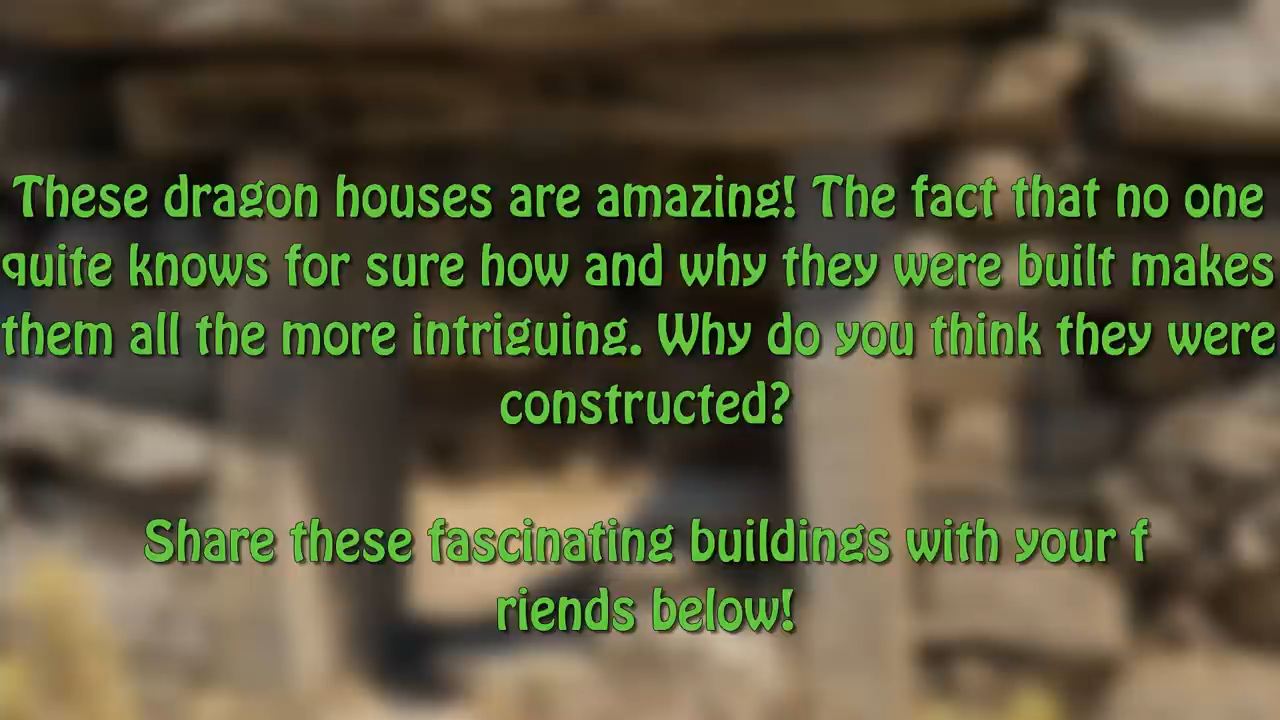 These dragon houses are amazing! The fact that no one
quite knows for sure how and why they were built makes
them all the more intriguing. Why do you think they were
constructed?
Share these fascinating buildings with your f
riends below!